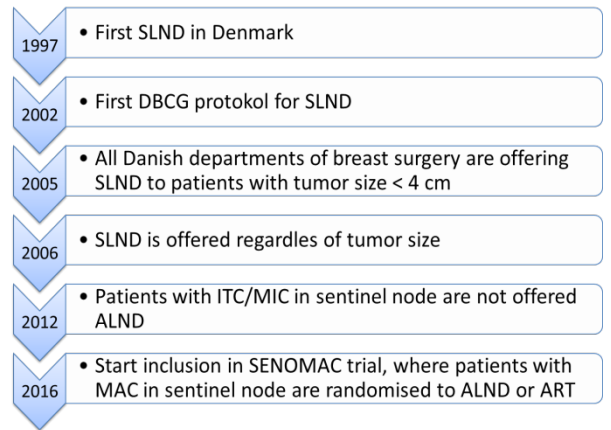 1997
• First SLND in Denmark
2002
• First DBCG protokol for SLND
2005
• All Danish departments of breast surgery are offering
SLND to patients with tumor size < 4 cm
2006
• SLND is offered regardles of tumor size
2012
• Patients with ITC/MIC in sentinel node are not offered
ALND
2016
• Start inclusion in SENOMAC trial, where patients with
MAC in sentinel node are randomised to ALND or ART